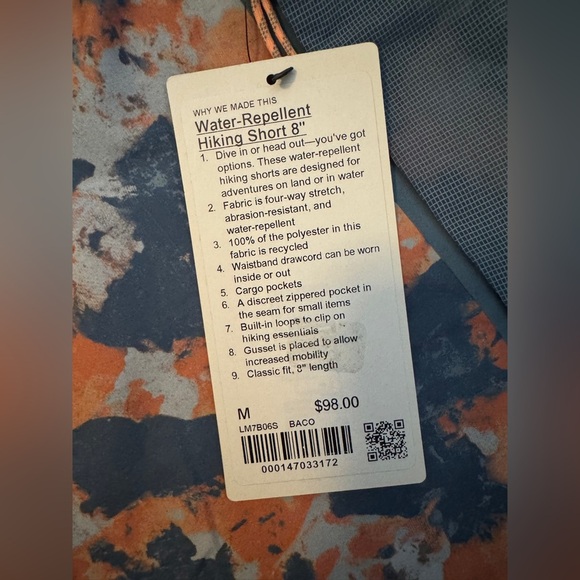 WHY WE MADE THIS
Water-Repellent
Hiking Short 8"
1. Dive in or head out—you've got
options. These water-repellent
hiking shorts are designed for
adventures on land or in water
2. Fabric is four-way stretch,
abrasion-resistant, and
water-repellent
3. 100% of the polyester in this
fabric is recycled
4. Waistband drawcord can be worn
inside or out
5. Cargo pockets
6. A discreet zippered pocket in
the seam for small items
7. Built-in loops to clip on
hiking essentials
8. Gusset is placed to allow
increased mobility
9. Classic fit, 8" length
M $98.00
LM7B06S BACO
000147033172